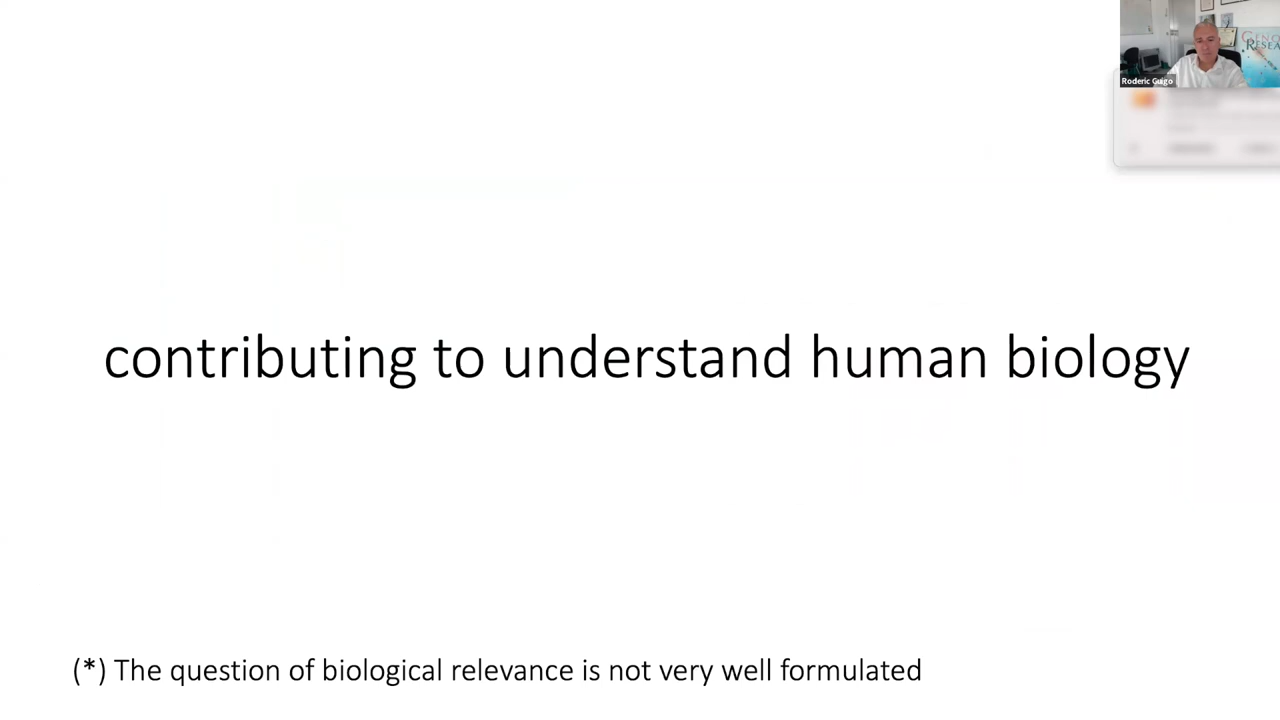 Roderic Guigo
contributing to understand human biology
(*) The question of biological relevance is not very well formulated